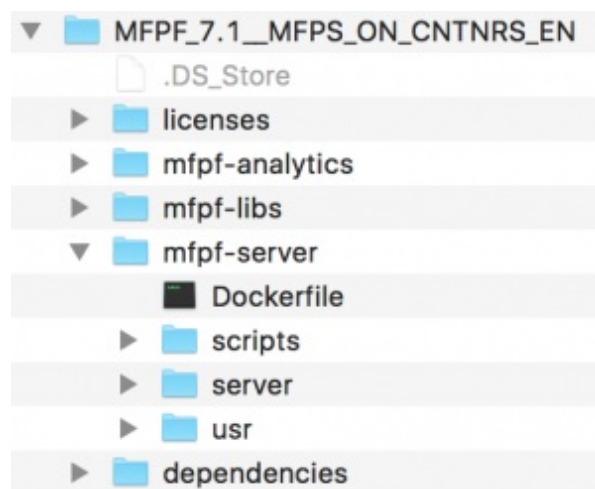 MFPF_7.1__MFPS_ON_CNTNRS_EN
.DS_Store
licenses
mfpf-analytics
mfpf-libs
mfpf-server
Dockerfile
scripts
server
usr
dependencies